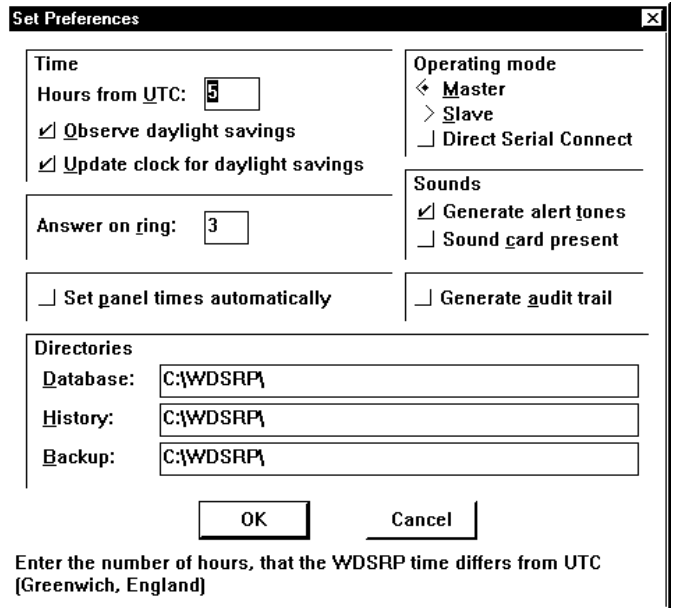 Set Preferences
Time
Hours from UTC: 5
Observe daylight savings
Update clock for daylight savings
Answer on ring: 3
Set panel times automatically
Operating mode
Master
Slave
Direct Serial Connect
Sounds
Generate alert tones
Sound card present
Generate audit trail
Directories
Database: C:\WDSRP\
History: C:\WDSRP\
Backup: C:\WDSRP\
OK Cancel
Enter the number of hours, that the WDSRP time differs from UTC
(Greenwich, England)